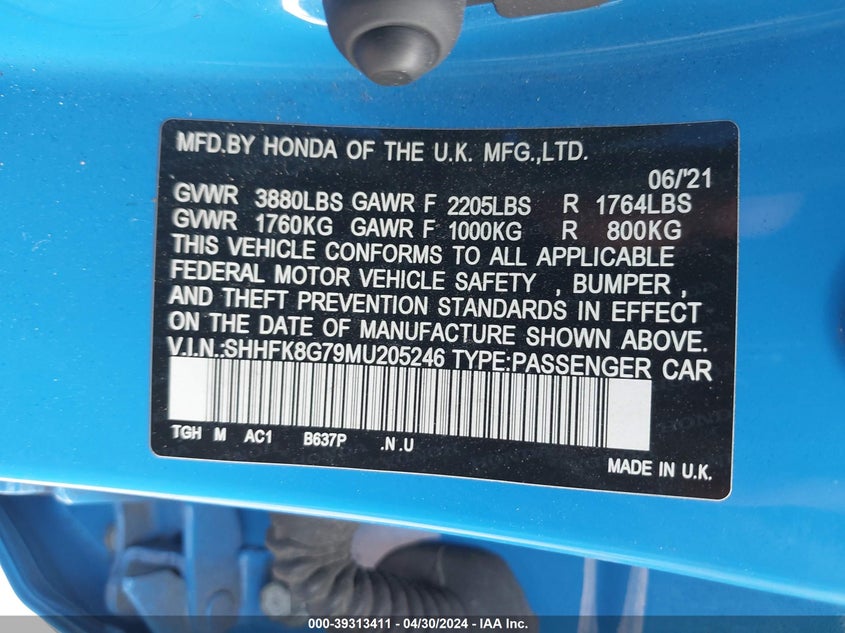 MFD.BY HONDA OF THE U.K. MFG.,LTD.
06/'21
GVWR 3880LBS GAWR F 2205LBS R 1764LBS
GVWR 1760KG GAWR F 1000KG R 800KG
THIS VEHICLE CONFORMS TO ALL APPLICABLE
FEDERAL MOTOR VEHICLE SAFETY , BUMPER ,
AND THEFT PREVENTION STANDARDS IN EFFECT
ON THE DATE OF MANUFACTURE SHOWN ABOVE.
V.I.N.:SHHFK8G79MU205246 TYPE:PASSENGER CAR
TGH M AC1 B637P .N.U
MADE IN U.K.
000-39313411 - 04/30/2024 - IAA Inc.